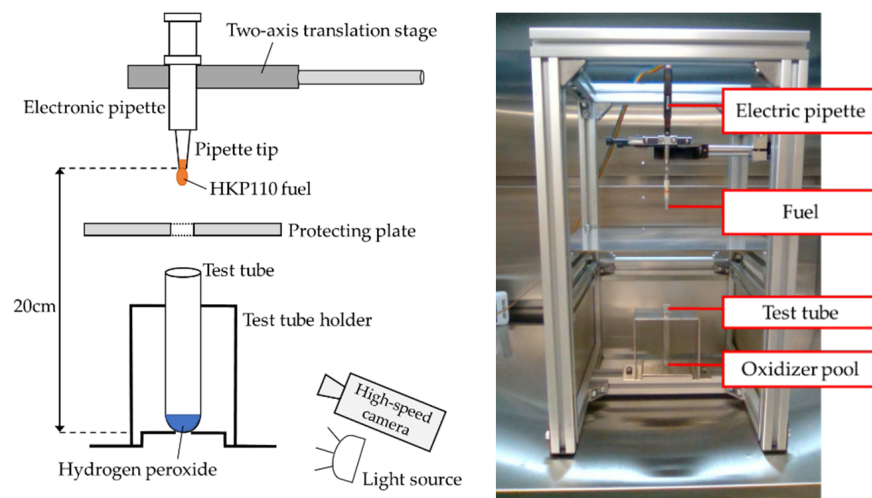 Two-axis translation stage
Electronic pipette
Pipette tip
HKP110 fuel
Protecting plate
Test tube
20cm
Test tube holder
High-speed
camera
Hydrogen peroxide
Light source
Electric pipette
Fuel
Test tube
Oxidizer pool